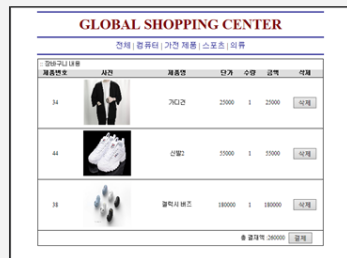 GLOBAL SHOPPING CENTER
전체 | 컴퓨터 | 가전 제품 | 스포츠 | 의류
:: 장바구니 내용
제품번호 사진 제품명 단가 수량 금액 삭제
34 가디건 25000 1 25000 삭제
44 신발2 55000 1 55000 삭제
38 갤럭시 버즈 180000 1 180000 삭제
총 결재액 :260000 결제